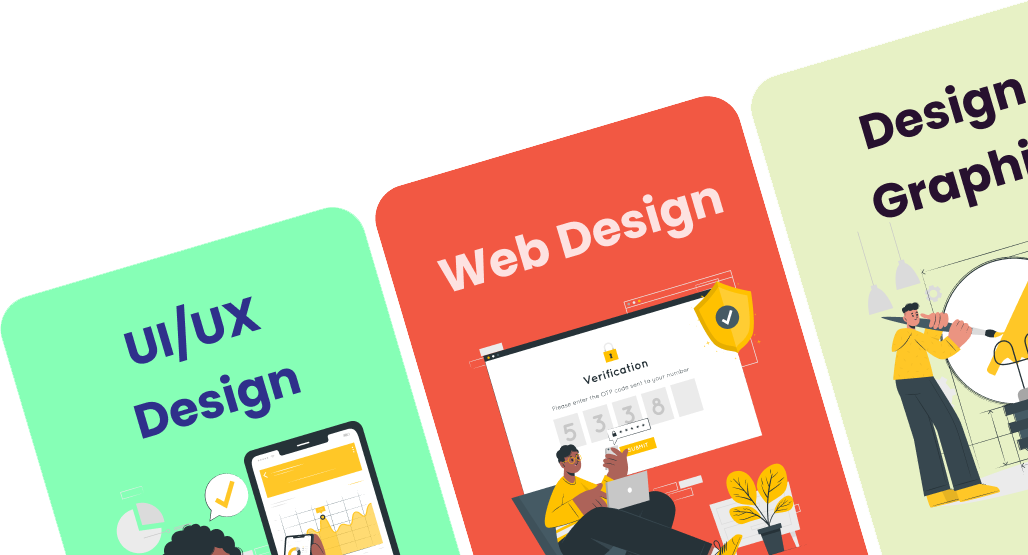 UI/UX
Design
Web Design
Verification
Please enter the OTP code sent to your number
5 3 3 8
SUBMIT
Design
Graphi